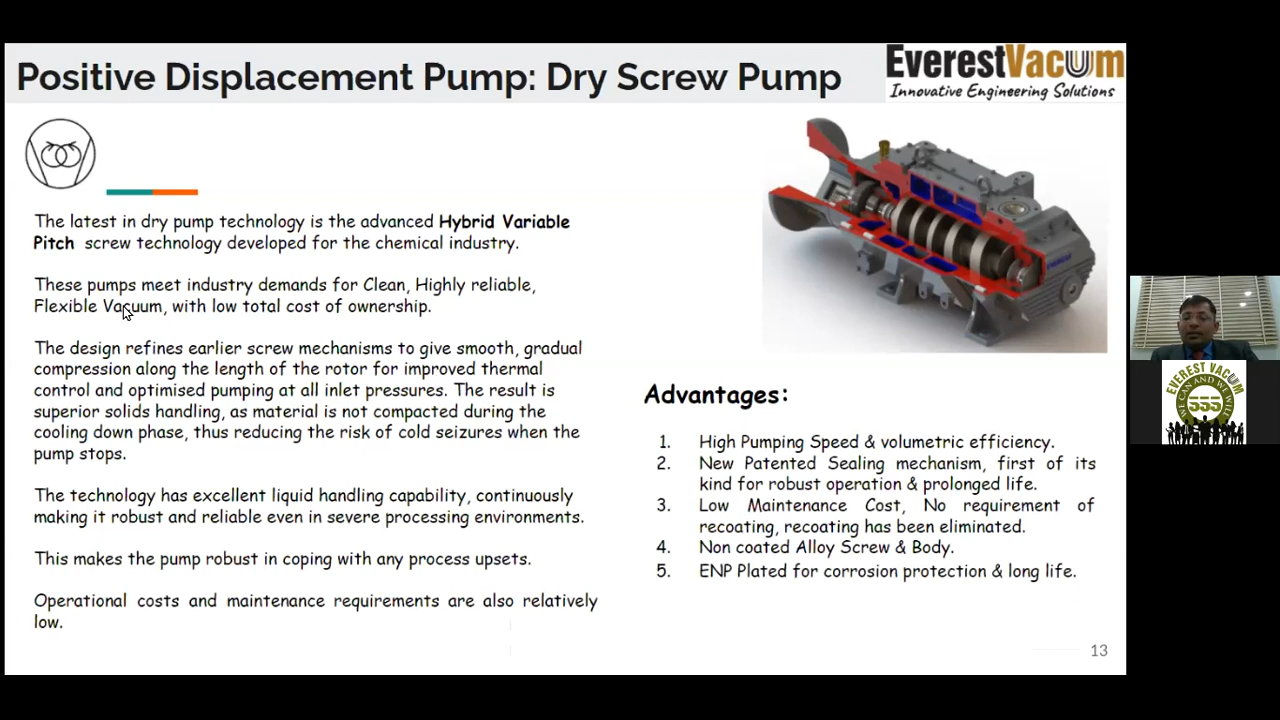 Positive Displacement Pump: Dry Screw Pump
EverestVacuum
Innovative Engineering Solutions
The latest in dry pump technology is the advanced Hybrid Variable
Pitch screw technology developed for the chemical industry.
These pumps meet industry demands for Clean, Highly reliable,
Flexible Vacuum, with low total cost of ownership.
The design refines earlier screw mechanisms to give smooth, gradual
compression along the length of the rotor for improved thermal
control and optimised pumping at all inlet pressures. The result is
superior solids handling, as material is not compacted during the
cooling down phase, thus reducing the risk of cold seizures when the
pump stops.
The technology has excellent liquid handling capability, continuously
making it robust and reliable even in severe processing environments.
This makes the pump robust in coping with any process upsets.
Operational costs and maintenance requirements are also relatively
low.
Advantages:
1. High Pumping Speed & volumetric efficiency.
2. New Patented Sealing mechanism, first of its
kind for robust operation & prolonged life.
3. Low Maintenance Cost, No requirement of
recoating, recoating has been eliminated.
4. Non coated Alloy Screw & Body.
5. ENP Plated for corrosion protection & long life.
13
EVEREST VACUUM
WE CAN AND WE WILL
555